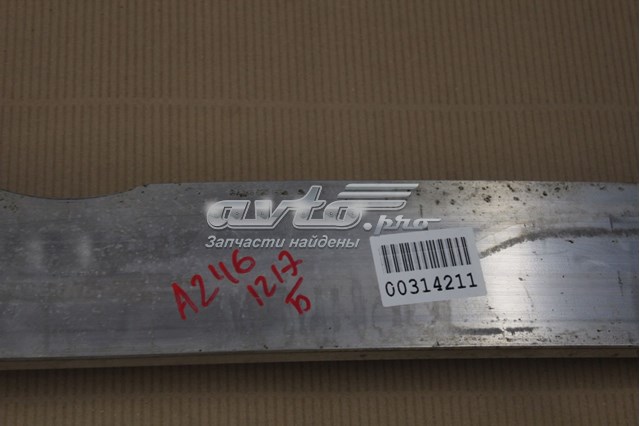 avto.pro
Запчасти найдены
A246
1217
Б
00314211